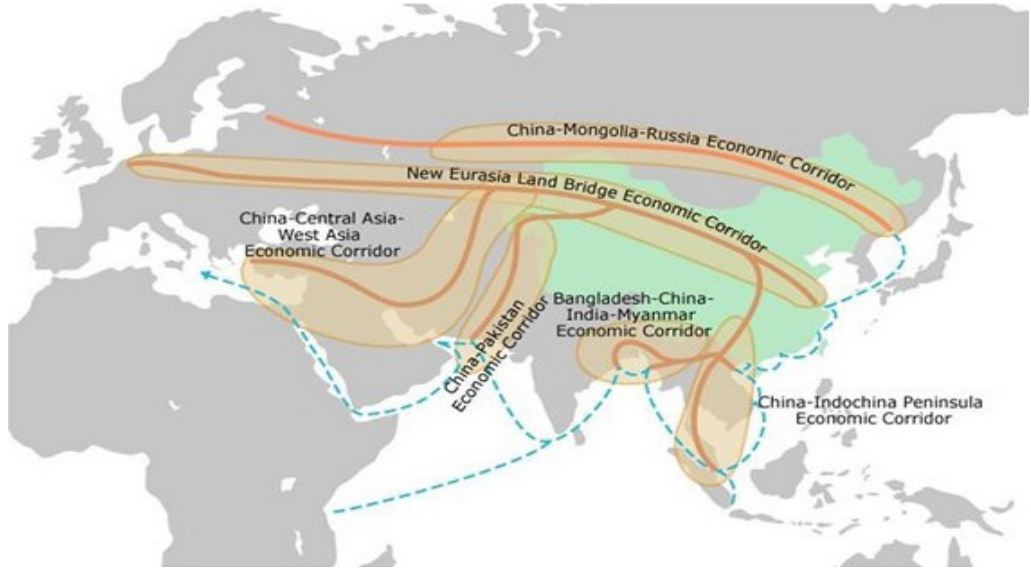 China-Mongolia-Russia Economic Corridor
New Eurasia Land Bridge Economic Corridor
China-Central Asia-
West Asia
Economic Corridor
China-Pakistan
Economic Corridor
Bangladesh-China-
India-Myanmar
Economic Corridor
China-Indochina Peninsula
Economic Corridor